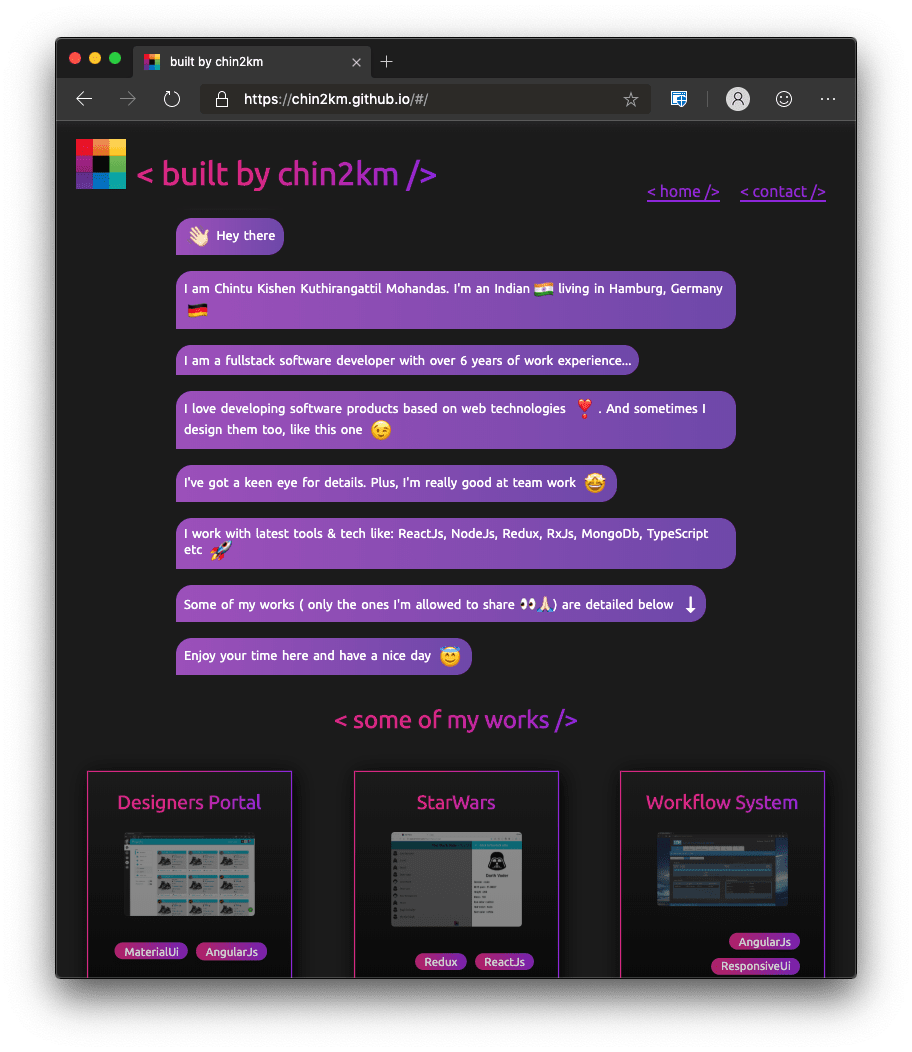 built by chin2km
https://chin2km.github.io/#/
< built by chin2km />
< home />
< contact />
👋🏻 Hey there
I am Chintu Kishen Kuthirangattil Mohandas. I'm an Indian 🇮🇳 living in Hamburg, Germany
🇩🇪
I am a fullstack software developer with over 6 years of work experience...
I love developing software products based on web technologies ❣️ . And sometimes I
design them too, like this one 😉
I've got a keen eye for details. Plus, I'm really good at team work 🤩
I work with latest tools & tech like: ReactJs, NodeJs, Redux, RxJs, MongoDb, TypeScript
etc 🚀
Some of my works ( only the ones I'm allowed to share 👀🙏🏻) are detailed below ↓
Enjoy your time here and have a nice day 😇
< some of my works />
Designers Portal
MaterialUi
AngularJs
StarWars
Darth Vader
Redux
ReactJs
Workflow System
AngularJs
ResponsiveUi